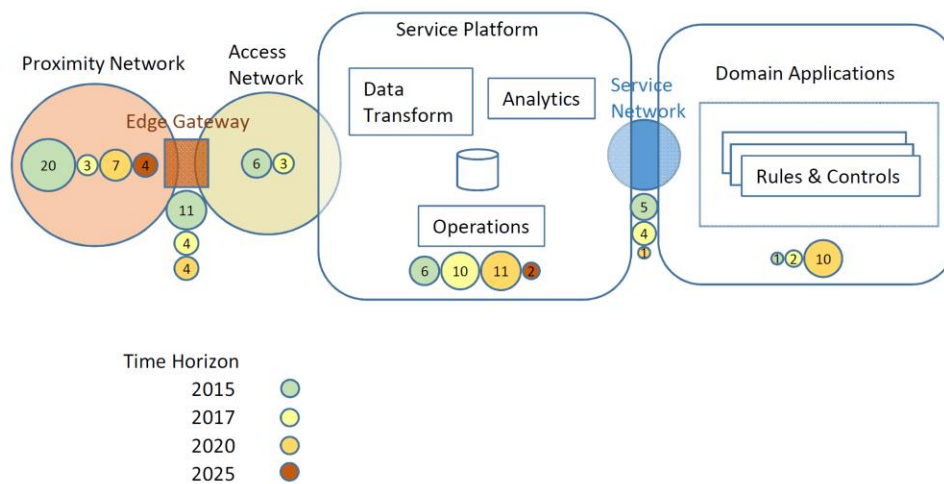 Service Platform
Proximity Network
Access
Network
Domain Applications
Data
Transform
Analytics
Service
Network
Edge Gateway
20
3
7
4
6
3
Rules & Controls
11
4
4
Operations
6
10
11
2
5
4
1
1
2
10
Time Horizon
2015
2017
2020
2025